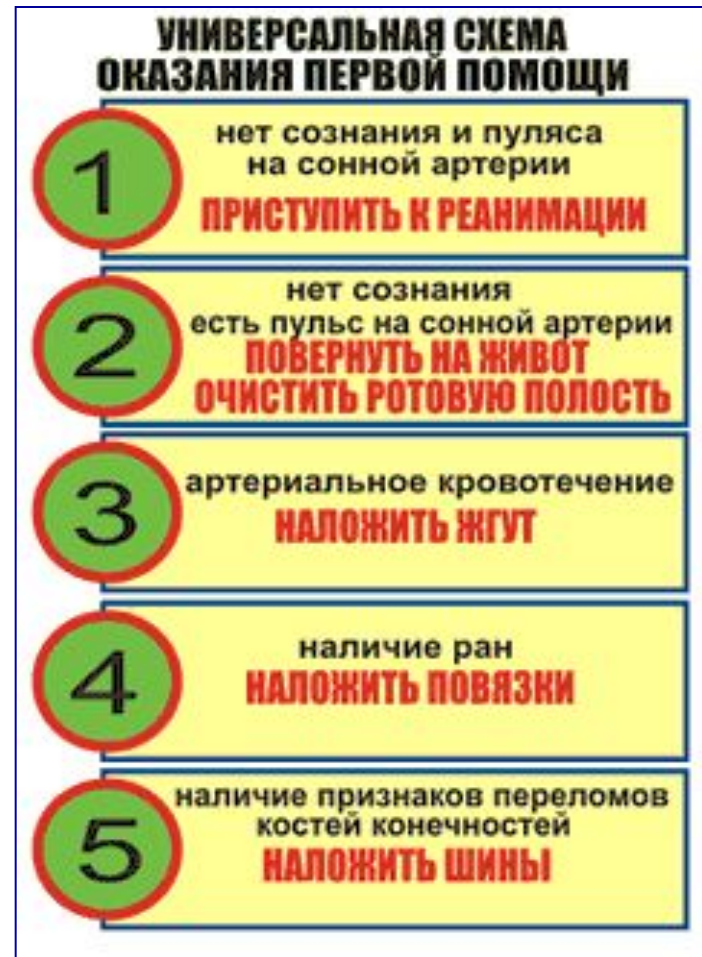 УНИВЕРСАЛЬНАЯ СХЕМА
ОКАЗАНИЯ ПЕРВОЙ ПОМОЩИ
1
нет сознания и пуляса
на сонной артерии
ПРИСТУПИТЬ К РЕАНИМАЦИИ
2
нет сознания
есть пульс на сонной артерии
ПОВЕРНУТЬ НА ЖИВОТ
ОЧИСТИТЬ РОТОВУЮ ПОЛОСТЬ
3
артериальное кровотечение
НАЛОЖИТЬ ЖГУТ
4
наличие ран
НАЛОЖИТЬ ПОВЯЗКИ
5
наличие признаков переломов
костей конечностей
НАЛОЖИТЬ ШИНЫ